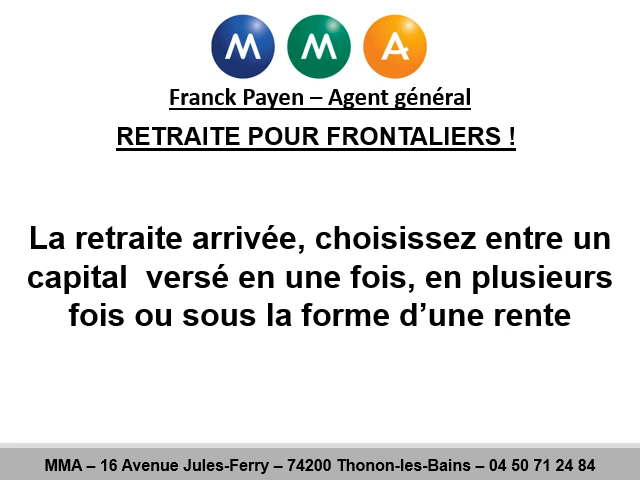 MMA
Franck Payen – Agent général
RETRAITE POUR FRONTALIERS !
La retraite arrivée, choisissez entre un
capital  versé en une fois, en plusieurs
fois ou sous la forme d’une rente
MMA – 16 Avenue Jules-Ferry – 74200 Thonon-les-Bains – 04 50 71 24 84